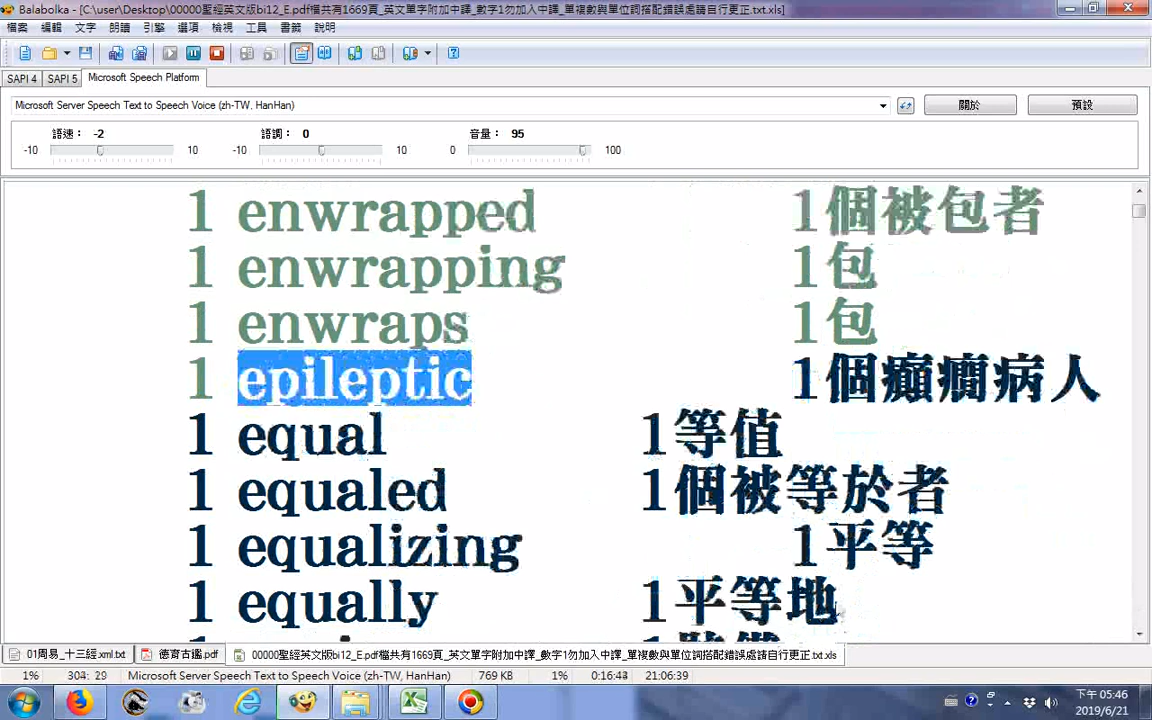 Balabolka - [C:\user\Desktop\00000聖經英文版bi12_E.pdf檔共有1669頁_英文單字附加中譯_數字1勿加入中譯_單複數與單位詞搭配錯誤處請自行更正.txt.xls]
檔案 編輯 文字 朗讀 引擎 選項 檢視 工具 書籤 說明
SAPI 4 SAPI 5 Microsoft Speech Platform
Microsoft Server Speech Text to Speech Voice (zh-TW, HanHan) 關於 預設
語速： -2 語調： 0 音量： 95
-10 10 -10 10 0 100
1 enwrapped 1個被包者
1 enwrapping 1包
1 enwraps 1包
1 epileptic 1個癲癇病人
1 equal 1等值
1 equaled 1個被等於者
1 equalizing 1平等
1 equally 1平等地
01周易_十三經.xml.txt 德育古鑑.pdf 00000聖經英文版bi12_E.pdf檔共有1669頁_英文單字附加中譯_數字1勿加入中譯_單複數與單位詞搭配錯誤處請自行更正.txt.xls
1% 304: 29 Microsoft Server Speech Text to Speech Voice (zh-TW, HanHan) 769 KB 1% 0:16:43 21:06:39
下午 05:46
2019/6/21